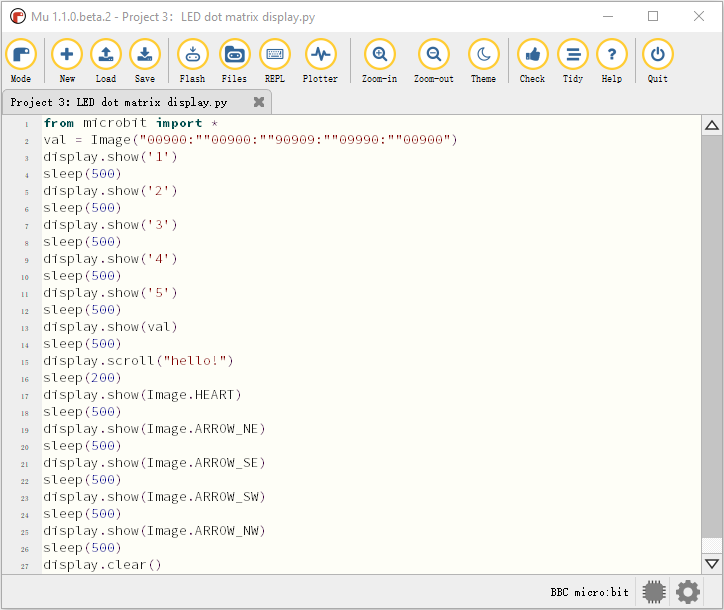 Mu 1.1.0.beta.2 - Project 3: LED dot matrix display.py
Mode New Load Save Flash Files REPL Plotter Zoom-in Zoom-out Theme Check Tidy Help Quit
Project 3: LED dot matrix display.py
1 from microbit import *
2 val = Image("00900:""00900:""90909:""09990:""00900")
3 display.show('1')
4 sleep(500)
5 display.show('2')
6 sleep(500)
7 display.show('3')
8 sleep(500)
9 display.show('4')
10 sleep(500)
11 display.show('5')
12 sleep(500)
13 display.show(val)
14 sleep(500)
15 display.scroll("hello!")
16 sleep(200)
17 display.show(Image.HEART)
18 sleep(500)
19 display.show(Image.ARROW_NE)
20 sleep(500)
21 display.show(Image.ARROW_SE)
22 sleep(500)
23 display.show(Image.ARROW_SW)
24 sleep(500)
25 display.show(Image.ARROW_NW)
26 sleep(500)
27 display.clear()
BBC micro:bit